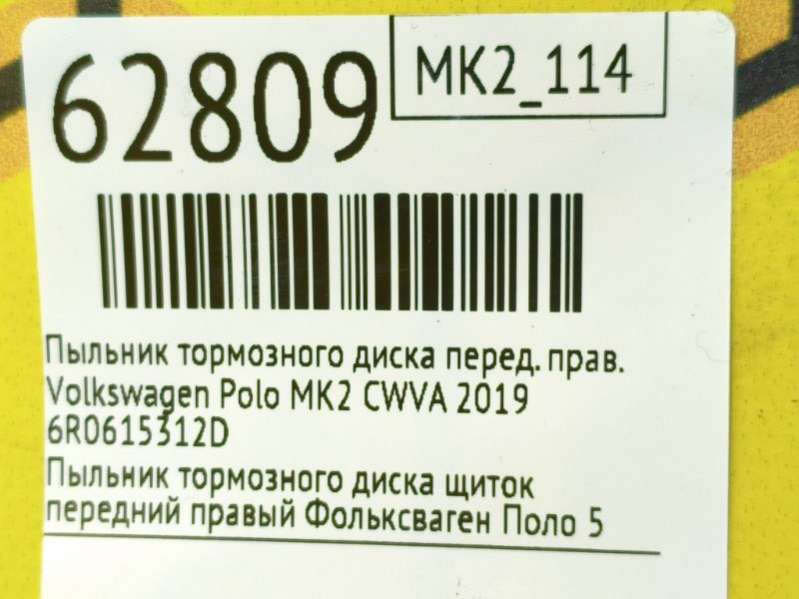 62809
MK2_114
Пыльник тормозного диска перед. прав.
Volkswagen Polo MK2 CWVA 2019
6R0615312D
Пыльник тормозного диска щиток
передний правый Фольксваген Поло 5